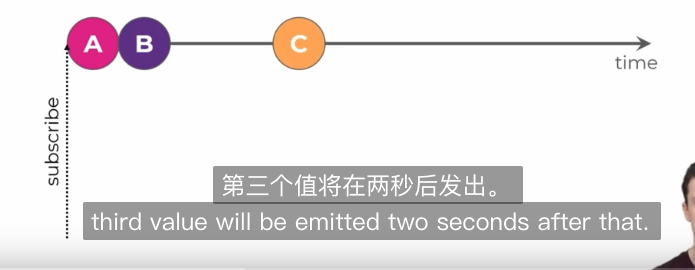 A B C
time
subscribe
第三个值将在两秒后发出。
third value will be emitted two seconds after that.